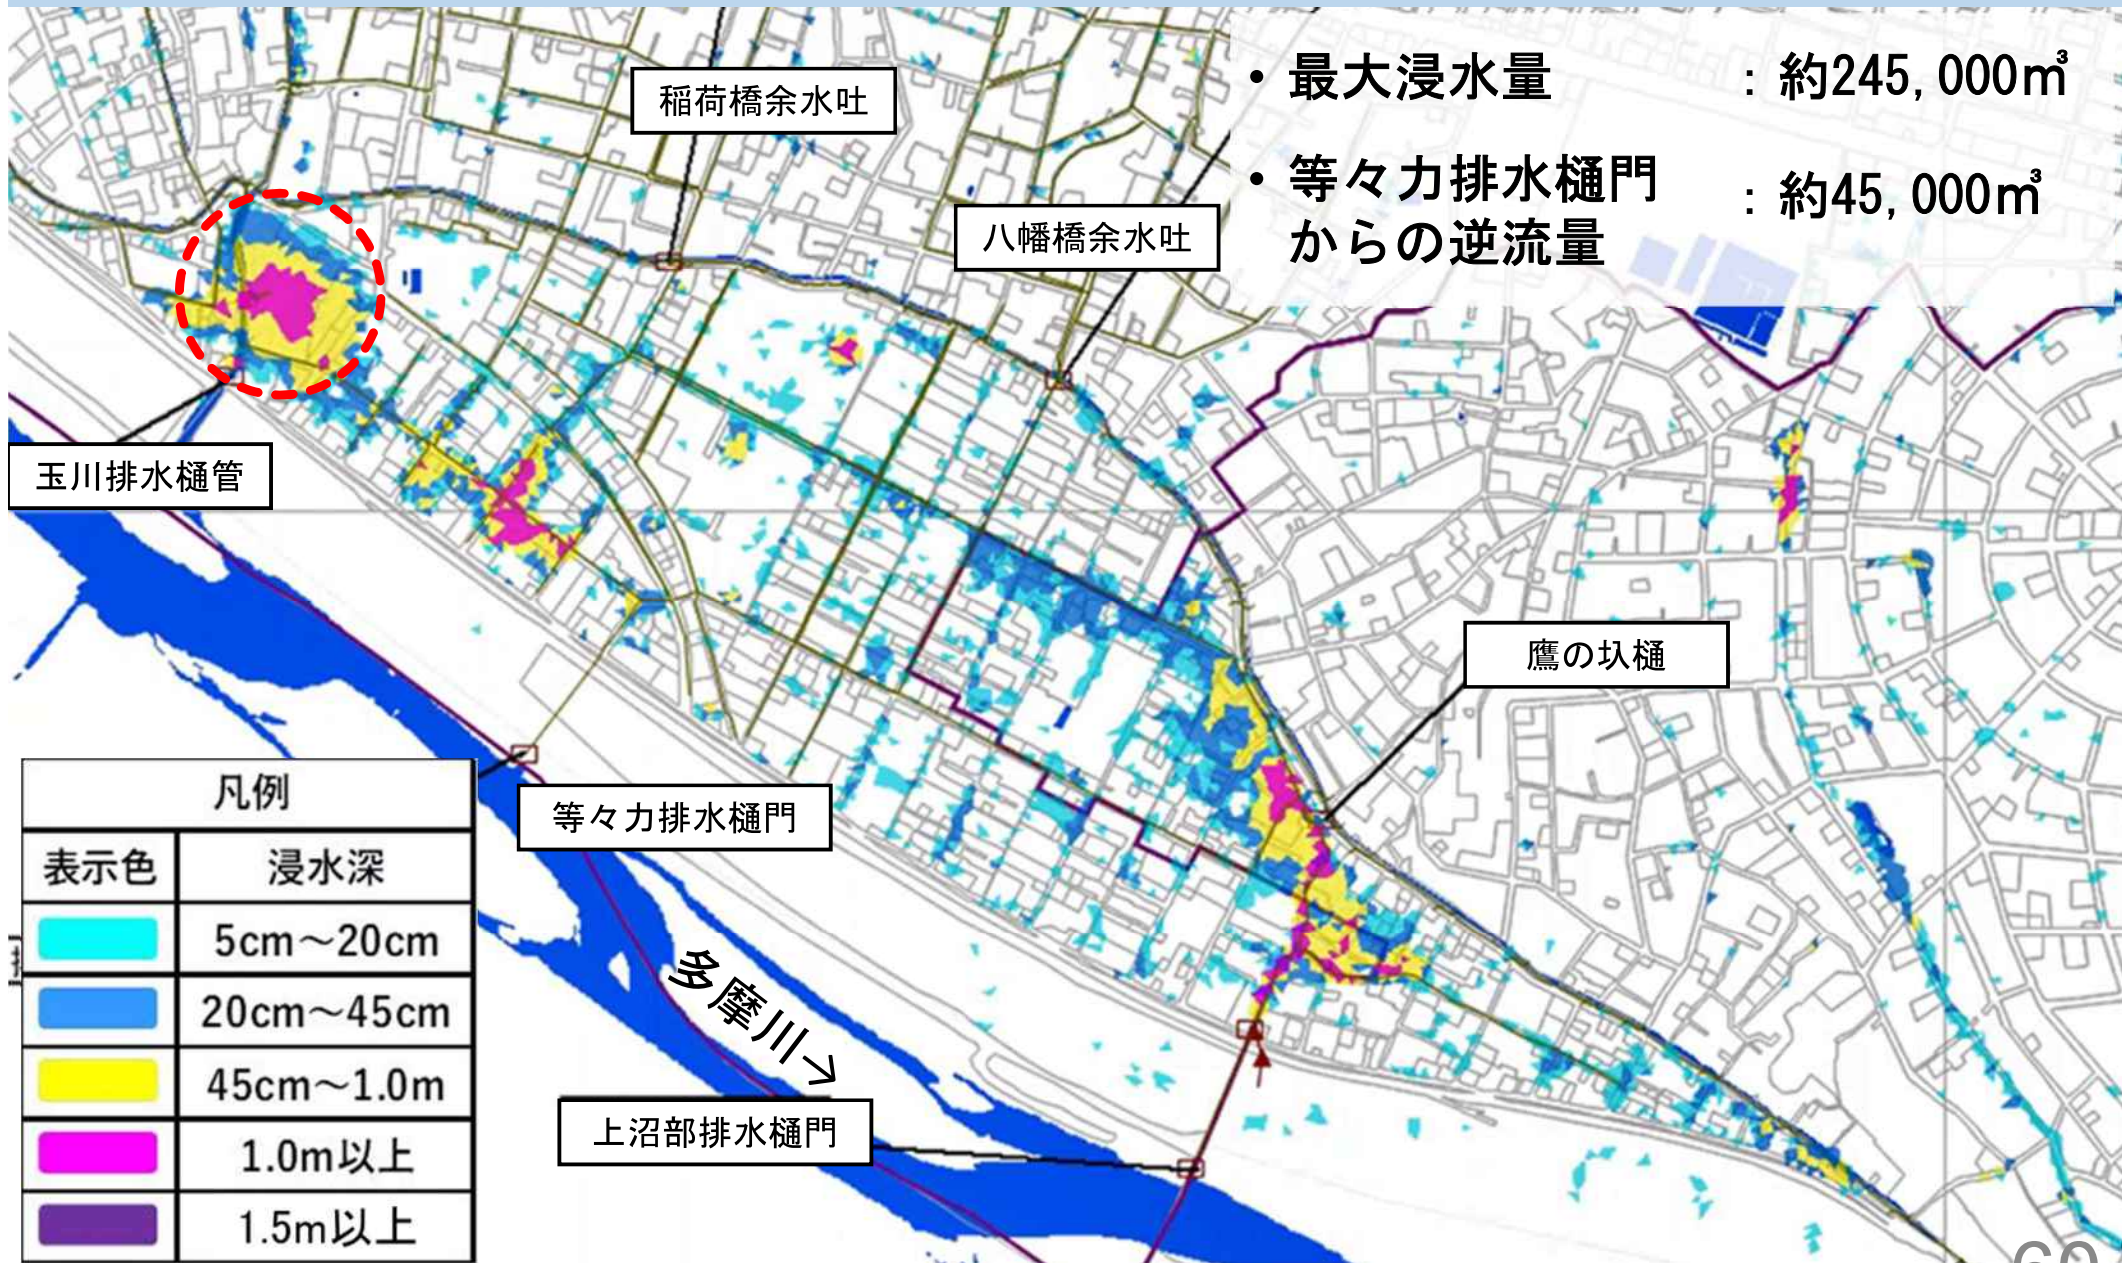 ・最大浸水量 : 約245,000㎥
・等々力排水樋門
からの逆流量 : 約45,000㎥
稲荷橋余水吐
八幡橋余水吐
玉川排水樋管
鷹の圦樋
等々力排水樋門
多摩川→
上沼部排水樋門
凡例
表示色 浸水深
5cm～20cm
20cm～45cm
45cm～1.0m
1.0m以上
1.5m以上